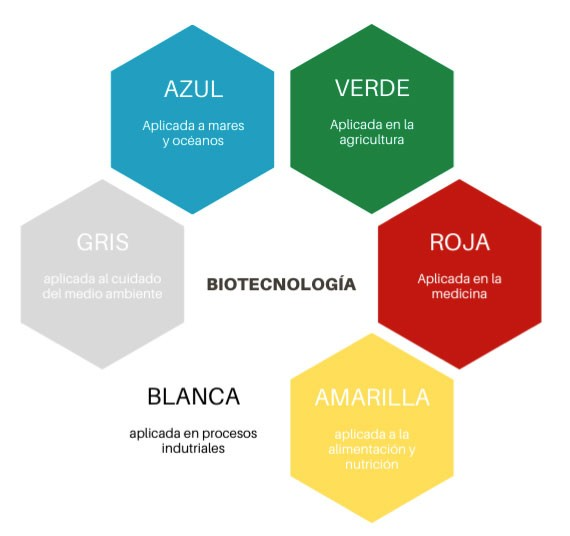 AZUL
Aplicada a mares
y océanos
VERDE
Aplicada en la
agricultura
GRIS
aplicada al cuidado
del medio ambiente
BIOTECNOLOGÍA
ROJA
Aplicada en la
medicina
BLANCA
aplicada en procesos
indutriales
AMARILLA
aplicada a la
alimentación y
nutrición